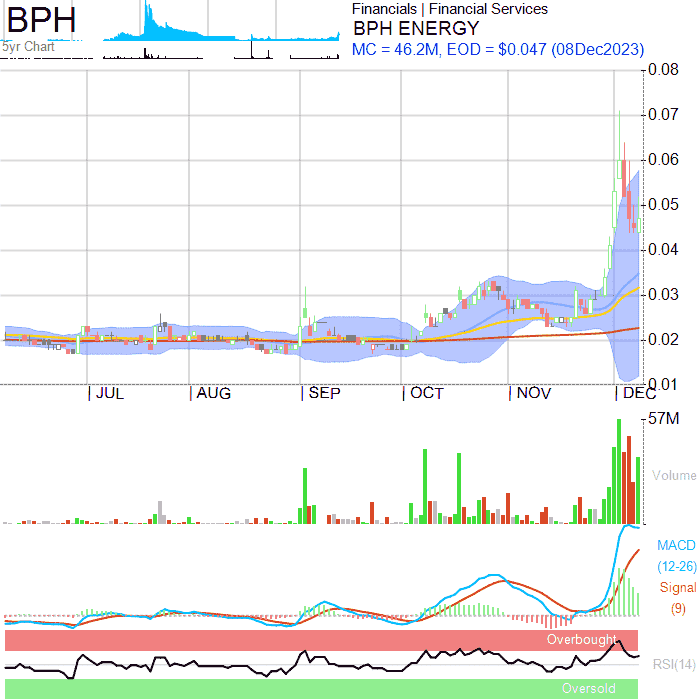 BPH
5yr Chart
Financials | Financial Services
BPH ENERGY
MC = 46.2M, EOD = $0.047 (08Dec2023)
0.08
0.07
0.06
0.05
0.04
0.03
0.02
0.01
JUL AUG SEP OCT NOV DEC
57M
Volume
MACD
(12-26)
Signal
(9)
Overbought
RSI(14)
Oversold